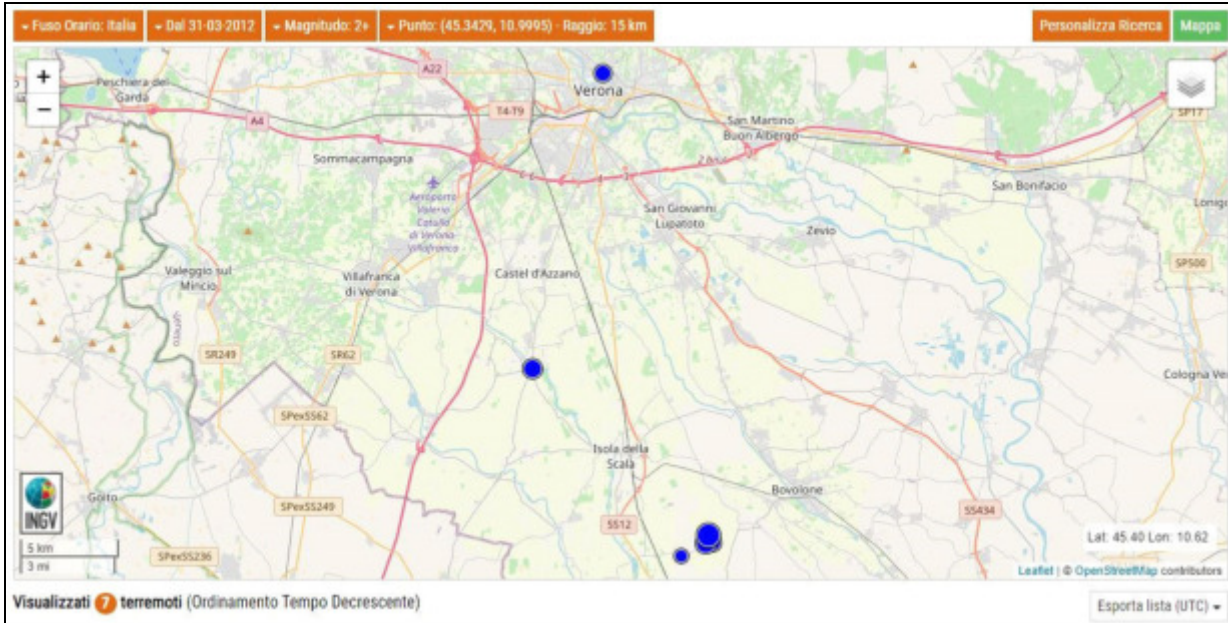 Fuso Orario: Italia
Dal 31-03-2012
Magnitudo: 2+
Punto: (45.3429, 10.9995) - Raggio: 15 km
Personalizza Ricerca
Mappa
+
−
Peschiera del
Garda
A22
Verona
A4
T4-T9
San Martino
Buon Albergo
SP17
Sommacampagna
Aeroporto
Valerio
Catullo
di Verona
Villafranca
San Giovanni
Lupatoto
San Bonifacio
Zevio
Valeggio sul
Mincio
Villafranca
di Verona
Castel d'Azzano
SP500
SR249
SR62
Cologna Ve
SPexSS62
Isola della
Scala
Bovolone
Goito
SPexSS249
SS12
SS434
INGV
5 km
3 mi
SPexSS236
Lat: 45.40 Lon: 10.62
Leaflet | © OpenStreetMap contributors
Visualizzati 7 terremoti (Ordinamento Tempo Decrescente)
Esporta lista (UTC)